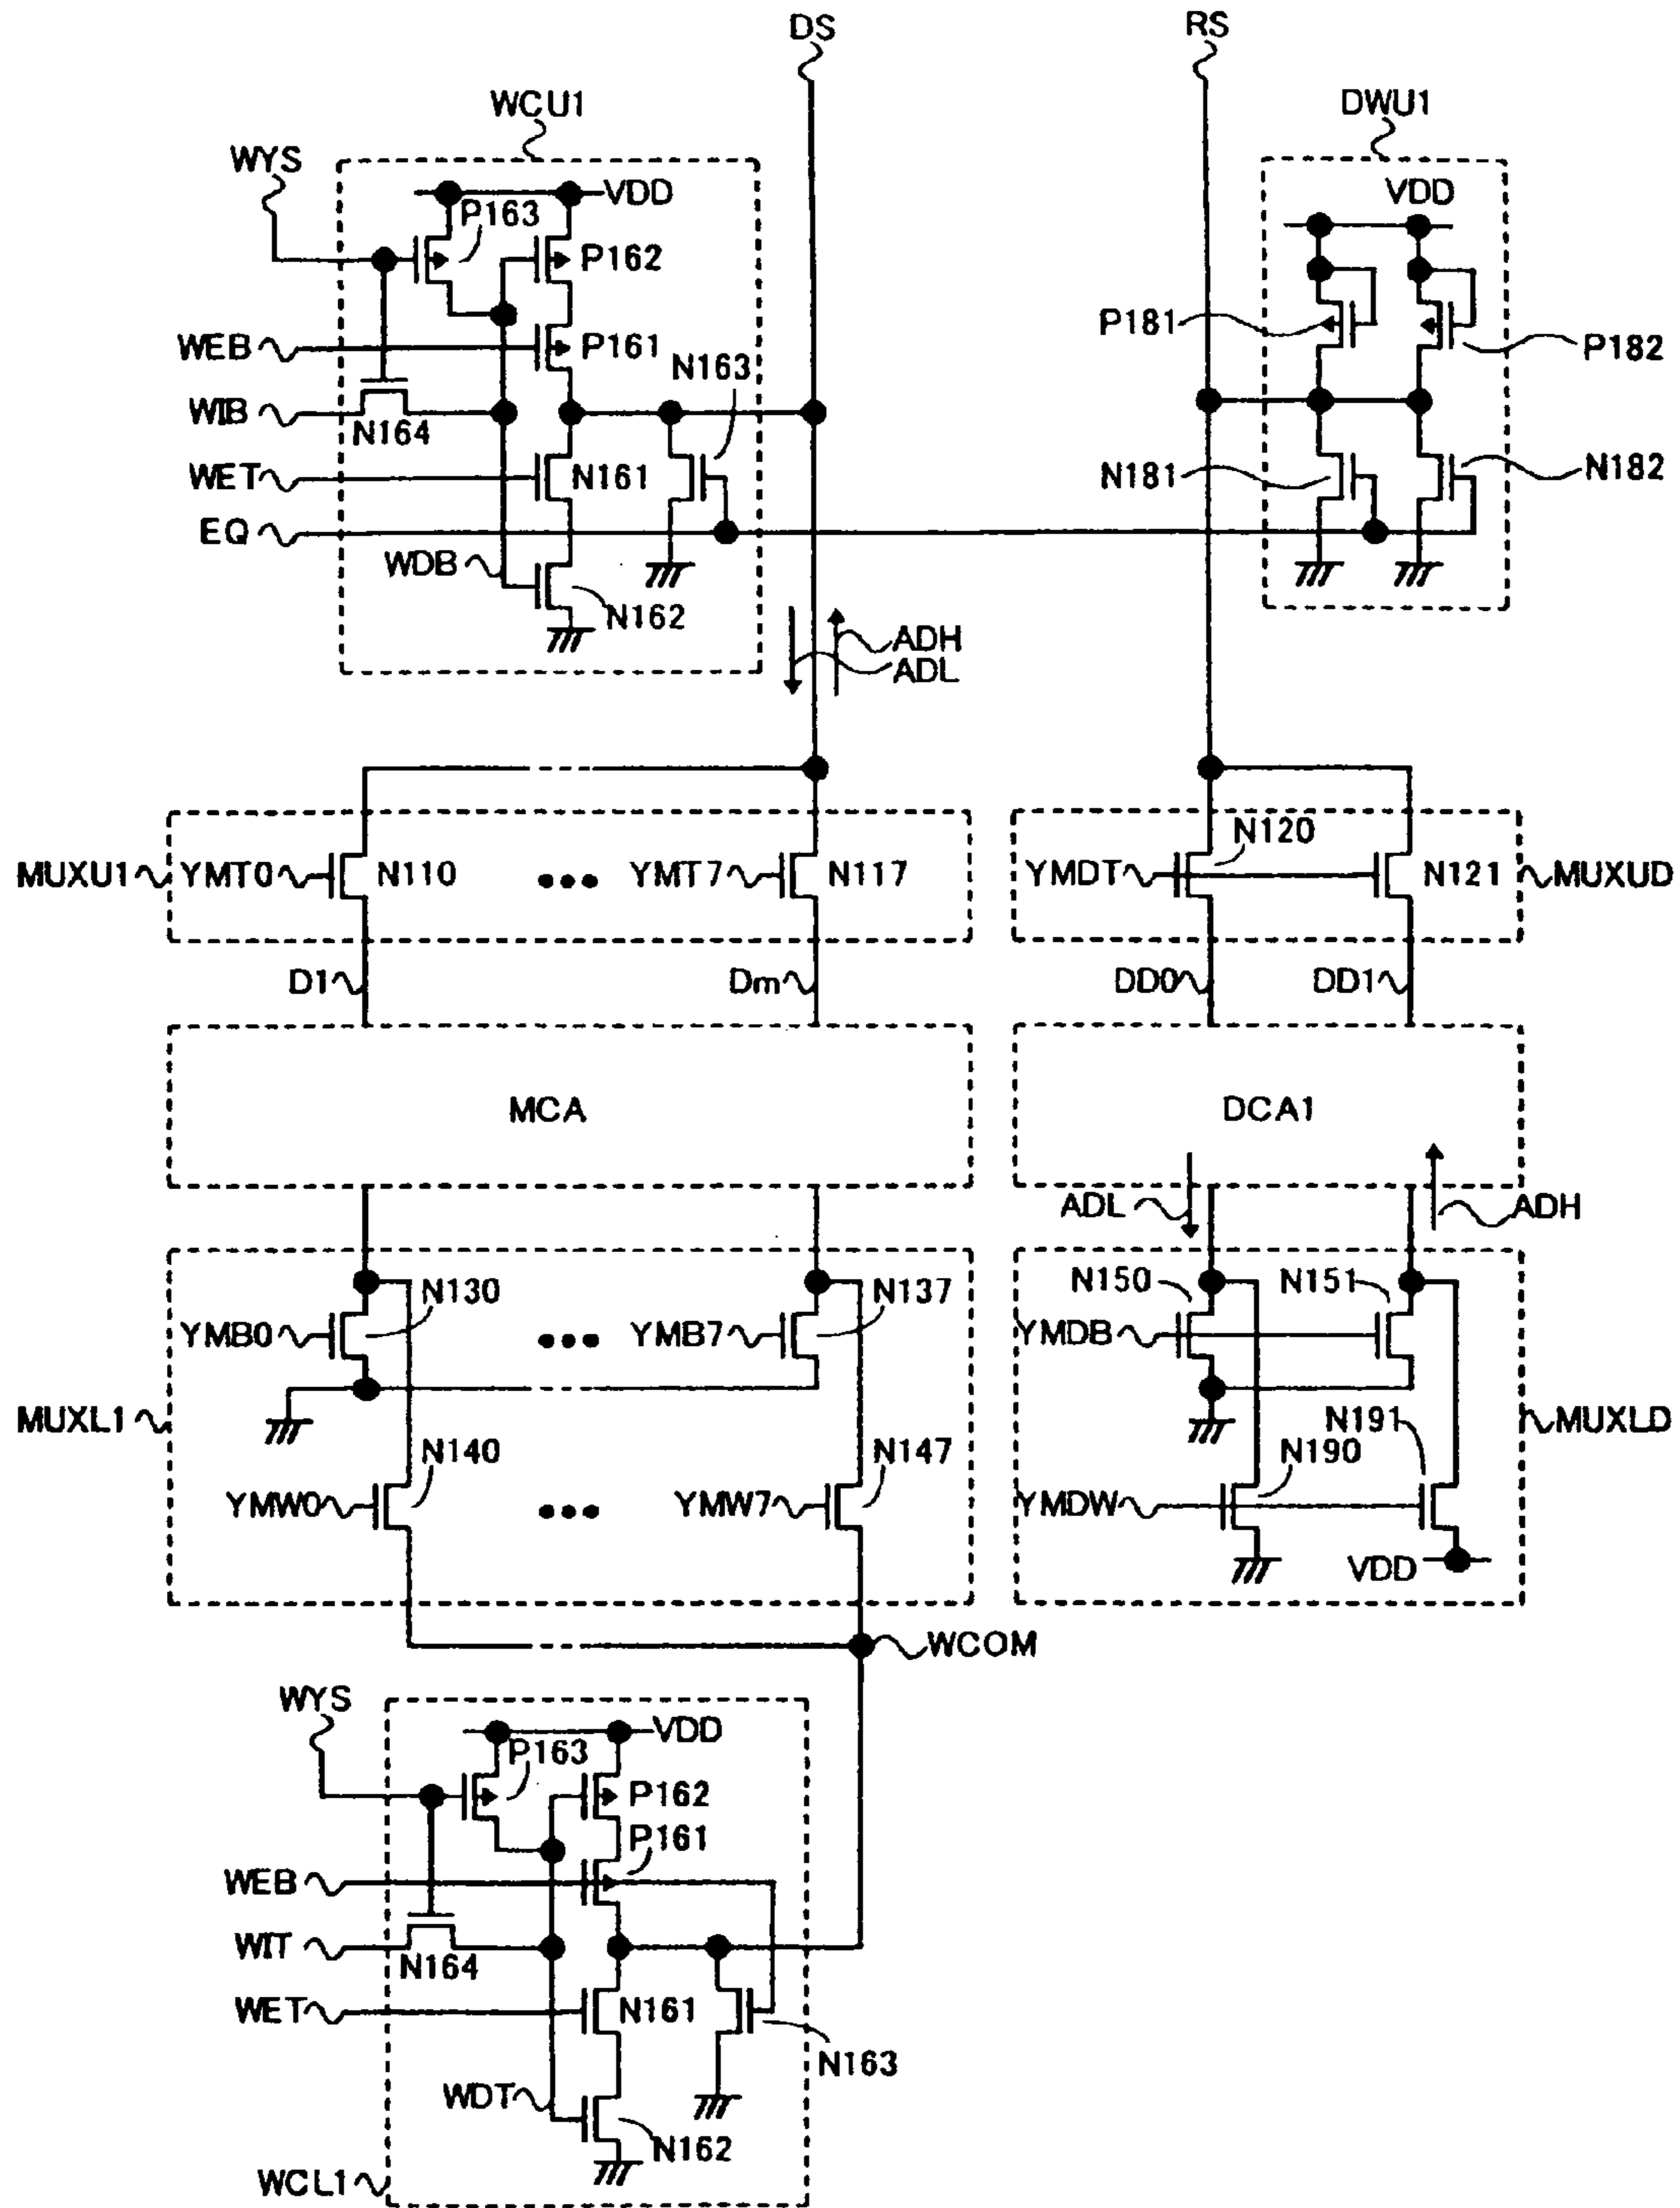 DS
RS
WCU1
DWU1
WYS
VDD
VDD
P163
P162
P181
P182
WEB
P161
N163
WIB
N164
WET
N161
N181
N182
EQ
WDB
N162
ADH
ADL
MUXU1
YMT0
N110
•••
YMT7
N117
YMDT
N120
N121
MUXUD
D1
Dm
DD0
DD1
MCA
DCA1
ADL
ADH
N130
N137
N150
N151
YMB0
•••
YMB7
YMDB
MUXL1
MUXLD
N140
N147
N190
N191
YMW0
•••
YMW7
YMDW
VDD
WCOM
WYS
VDD
P163
P162
P161
WEB
WIT
N164
WET
N161
N163
WDT
N162
WCL1